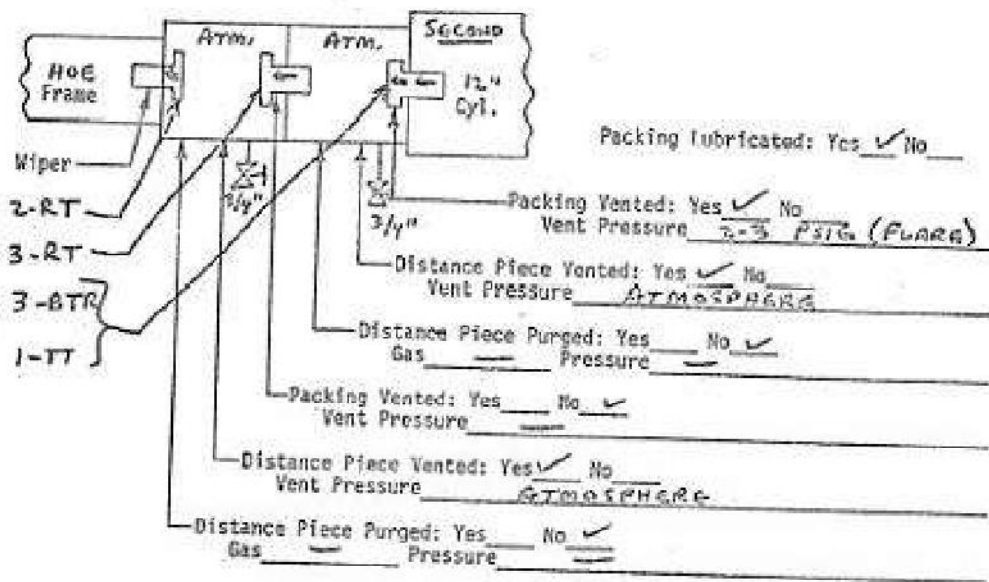 ATM.
ATM.
SECOND
HOE
Frame
12"
Cyl.
Packing Lubricated: Yes ✓ No
Wiper
3/4"
3/4"
2-RT
Packing Vented: Yes ✓ No
Vent Pressure 2-3 PSIG (FLARE)
3-RT
Distance Piece Vented: Yes ✓ No
Vent Pressure ATMOSPHERE
3-BTR
1-TT
Distance Piece Purged: Yes No ✓
Gas — Pressure —
Packing Vented: Yes No ✓
Vent Pressure —
Distance Piece Vented: Yes ✓ No
Vent Pressure ATMOSPHERE
Distance Piece Purged: Yes No ✓
Gas — Pressure —